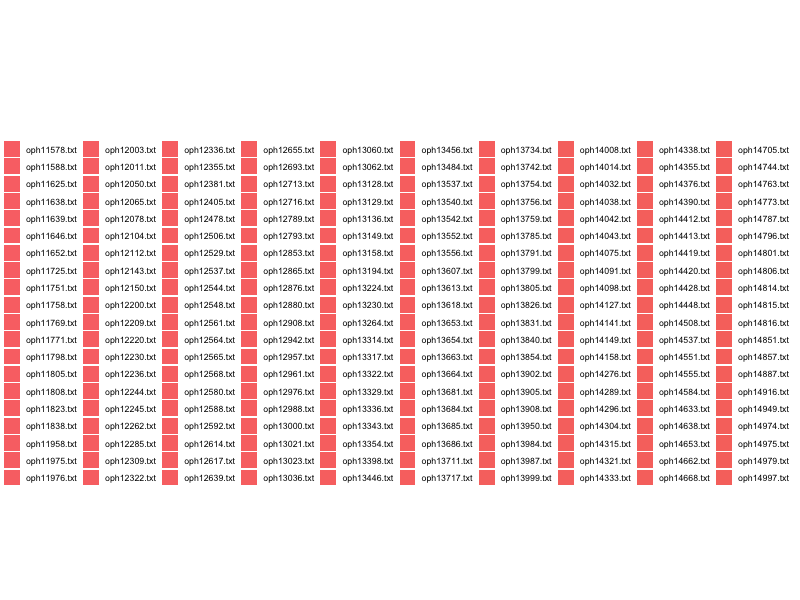 oph11578.txt oph12003.txt oph12336.txt oph12655.txt oph13060.txt oph13456.txt oph13734.txt oph14008.txt oph14338.txt oph14705.txt
oph11588.txt oph12011.txt oph12355.txt oph12693.txt oph13062.txt oph13484.txt oph13742.txt oph14014.txt oph14355.txt oph14744.txt
oph11625.txt oph12050.txt oph12381.txt oph12713.txt oph13128.txt oph13537.txt oph13754.txt oph14032.txt oph14376.txt oph14763.txt
oph11638.txt oph12065.txt oph12405.txt oph12716.txt oph13129.txt oph13540.txt oph13756.txt oph14038.txt oph14390.txt oph14773.txt
oph11639.txt oph12078.txt oph12478.txt oph12789.txt oph13136.txt oph13542.txt oph13759.txt oph14042.txt oph14412.txt oph14787.txt
oph11646.txt oph12104.txt oph12506.txt oph12793.txt oph13149.txt oph13552.txt oph13785.txt oph14043.txt oph14413.txt oph14796.txt
oph11652.txt oph12112.txt oph12529.txt oph12853.txt oph13158.txt oph13556.txt oph13791.txt oph14075.txt oph14419.txt oph14801.txt
oph11725.txt oph12143.txt oph12537.txt oph12865.txt oph13194.txt oph13607.txt oph13799.txt oph14091.txt oph14420.txt oph14806.txt
oph11751.txt oph12150.txt oph12544.txt oph12876.txt oph13224.txt oph13613.txt oph13805.txt oph14098.txt oph14428.txt oph14814.txt
oph11758.txt oph12200.txt oph12548.txt oph12880.txt oph13230.txt oph13618.txt oph13826.txt oph14127.txt oph14448.txt oph14815.txt
oph11769.txt oph12209.txt oph12561.txt oph12908.txt oph13264.txt oph13653.txt oph13831.txt oph14141.txt oph14508.txt oph14816.txt
oph11771.txt oph12220.txt oph12564.txt oph12942.txt oph13314.txt oph13654.txt oph13840.txt oph14149.txt oph14537.txt oph14851.txt
oph11798.txt oph12230.txt oph12565.txt oph12957.txt oph13317.txt oph13663.txt oph13854.txt oph14158.txt oph14551.txt oph14857.txt
oph11805.txt oph12236.txt oph12568.txt oph12961.txt oph13322.txt oph13664.txt oph13902.txt oph14276.txt oph14555.txt oph14887.txt
oph11808.txt oph12244.txt oph12580.txt oph12976.txt oph13329.txt oph13681.txt oph13905.txt oph14289.txt oph14584.txt oph14916.txt
oph11823.txt oph12245.txt oph12588.txt oph12988.txt oph13336.txt oph13684.txt oph13908.txt oph14296.txt oph14633.txt oph14949.txt
oph11838.txt oph12262.txt oph12592.txt oph13000.txt oph13343.txt oph13685.txt oph13950.txt oph14304.txt oph14638.txt oph14974.txt
oph11958.txt oph12285.txt oph12614.txt oph13021.txt oph13354.txt oph13686.txt oph13984.txt oph14315.txt oph14653.txt oph14975.txt
oph11975.txt oph12309.txt oph12617.txt oph13023.txt oph13398.txt oph13711.txt oph13987.txt oph14321.txt oph14662.txt oph14979.txt
oph11976.txt oph12322.txt oph12639.txt oph13036.txt oph13446.txt oph13717.txt oph13999.txt oph14333.txt oph14668.txt oph14997.txt